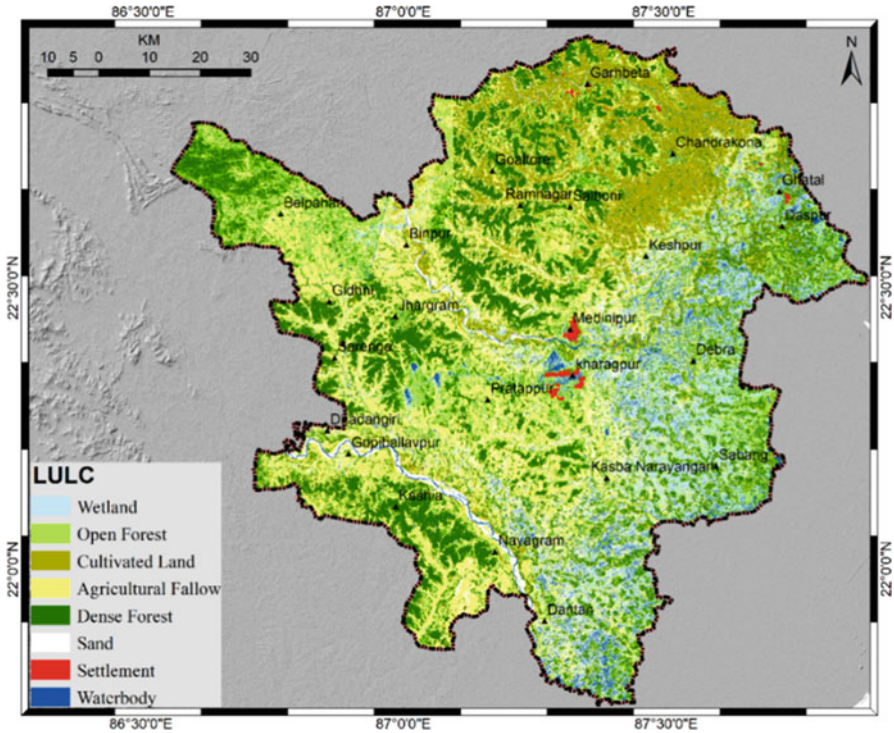 86°30'0"E 87°0'0"E 87°30'0"E
KM
10 5 0 10 20 30
N
Garhbeta
Chandrakona
Goaltore
Ghatal
Ramnagar Salboni
Belpahari
Daspur
Binpur
Keshpur
22°30'0"N 22°30'0"N
Gidhni
Jhargram
Medinipur
Debra
kharagpur
Pratappur
Gopiballavpur
Kasba Narayangarh
Sabang
LULC
Wetland
Open Forest
Cultivated Land
Agricultural Fallow
Dense Forest
Sand
Settlement
Waterbody
Nayagram
22°0'0"N 22°0'0"N
Dantan
86°30'0"E 87°0'0"E 87°30'0"E